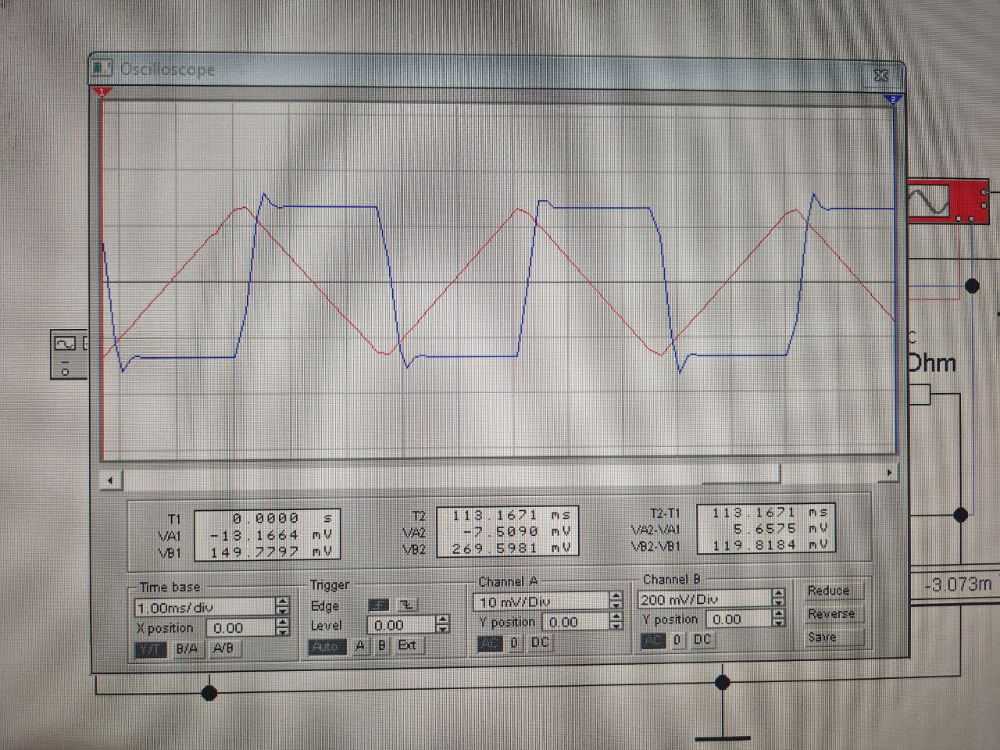 Oscilloscope
1
2
C
Ohm
T1 0.0000 s
VA1 -13.1664 mV
VB1 149.7797 mV
T2 113.1671 ms
VA2 -7.5090 mV
VB2 269.5981 mV
T2-T1 113.1671 ms
VA2-VA1 5.6575 mV
VB2-VB1 119.8184 mV
-3.073m
Time base
1.00ms/div
X position 0.00
Y/T B/A A/B
Trigger
Edge
Level 0.00
Auto A B Ext
Channel A
10 mV/Div
Y position 0.00
AC 0 DC
Channel B
200 mV/Div
Y position 0.00
AC 0 DC
Reduce
Reverse
Save